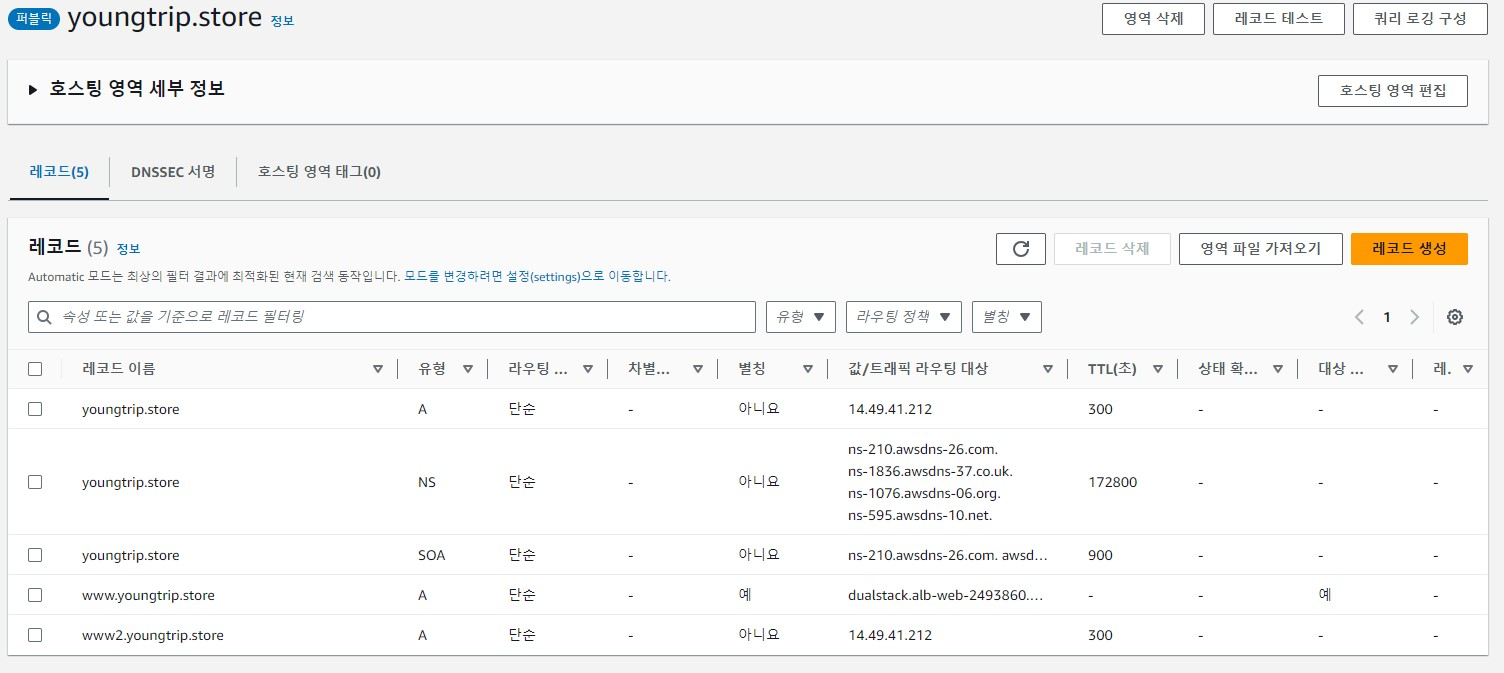 퍼블릭 youngtrip.store 정보 영역 삭제 레코드 테스트 쿼리 로깅 구성
호스팅 영역 세부 정보 호스팅 영역 편집
레코드(5) DNSSEC 서명 호스팅 영역 태그(0)
레코드 (5) 정보 레코드 삭제 영역 파일 가져오기 레코드 생성
Automatic 모드는 최상의 필터 결과에 최적화된 현재 검색 동작입니다. 모드를 변경하려면 설정(settings)으로 이동합니다.
속성 또는 값을 기준으로 레코드 필터링 유형 라우팅 정책 별칭 1
레코드 이름 유형 라우팅 ... 차별... 별칭 값/트래픽 라우팅 대상 TTL(초) 상태 확... 대상 ... 레.
youngtrip.store A 단순 - 아니요 14.49.41.212 300 - - -
ns-210.awsdns-26.com.
ns-1836.awsdns-37.co.uk.
youngtrip.store NS 단순 - 아니요 172800 - - -
ns-1076.awsdns-06.org.
ns-595.awsdns-10.net.
youngtrip.store SOA 단순 - 아니요 ns-210.awsdns-26.com. awsd... 900 - - -
www.youngtrip.store A 단순 - 예 dualstack.alb-web-2493860.... - - 예 -
www2.youngtrip.store A 단순 - 아니요 14.49.41.212 300 - - -